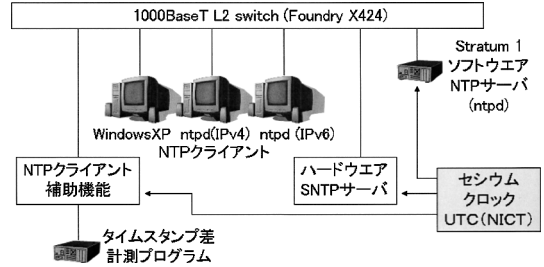 1000BaseT L2 switch (Foundry X424)
Stratum 1
ソフトウエア
NTPサーバ
(ntpd)
WindowsXP ntpd(IPv4) ntpd (IPv6)
NTPクライアント
NTPクライアント
補助機能
ハードウエア
SNTPサーバ
セシウム
クロック
UTC(NICT)
タイムスタンプ差
計測プログラム